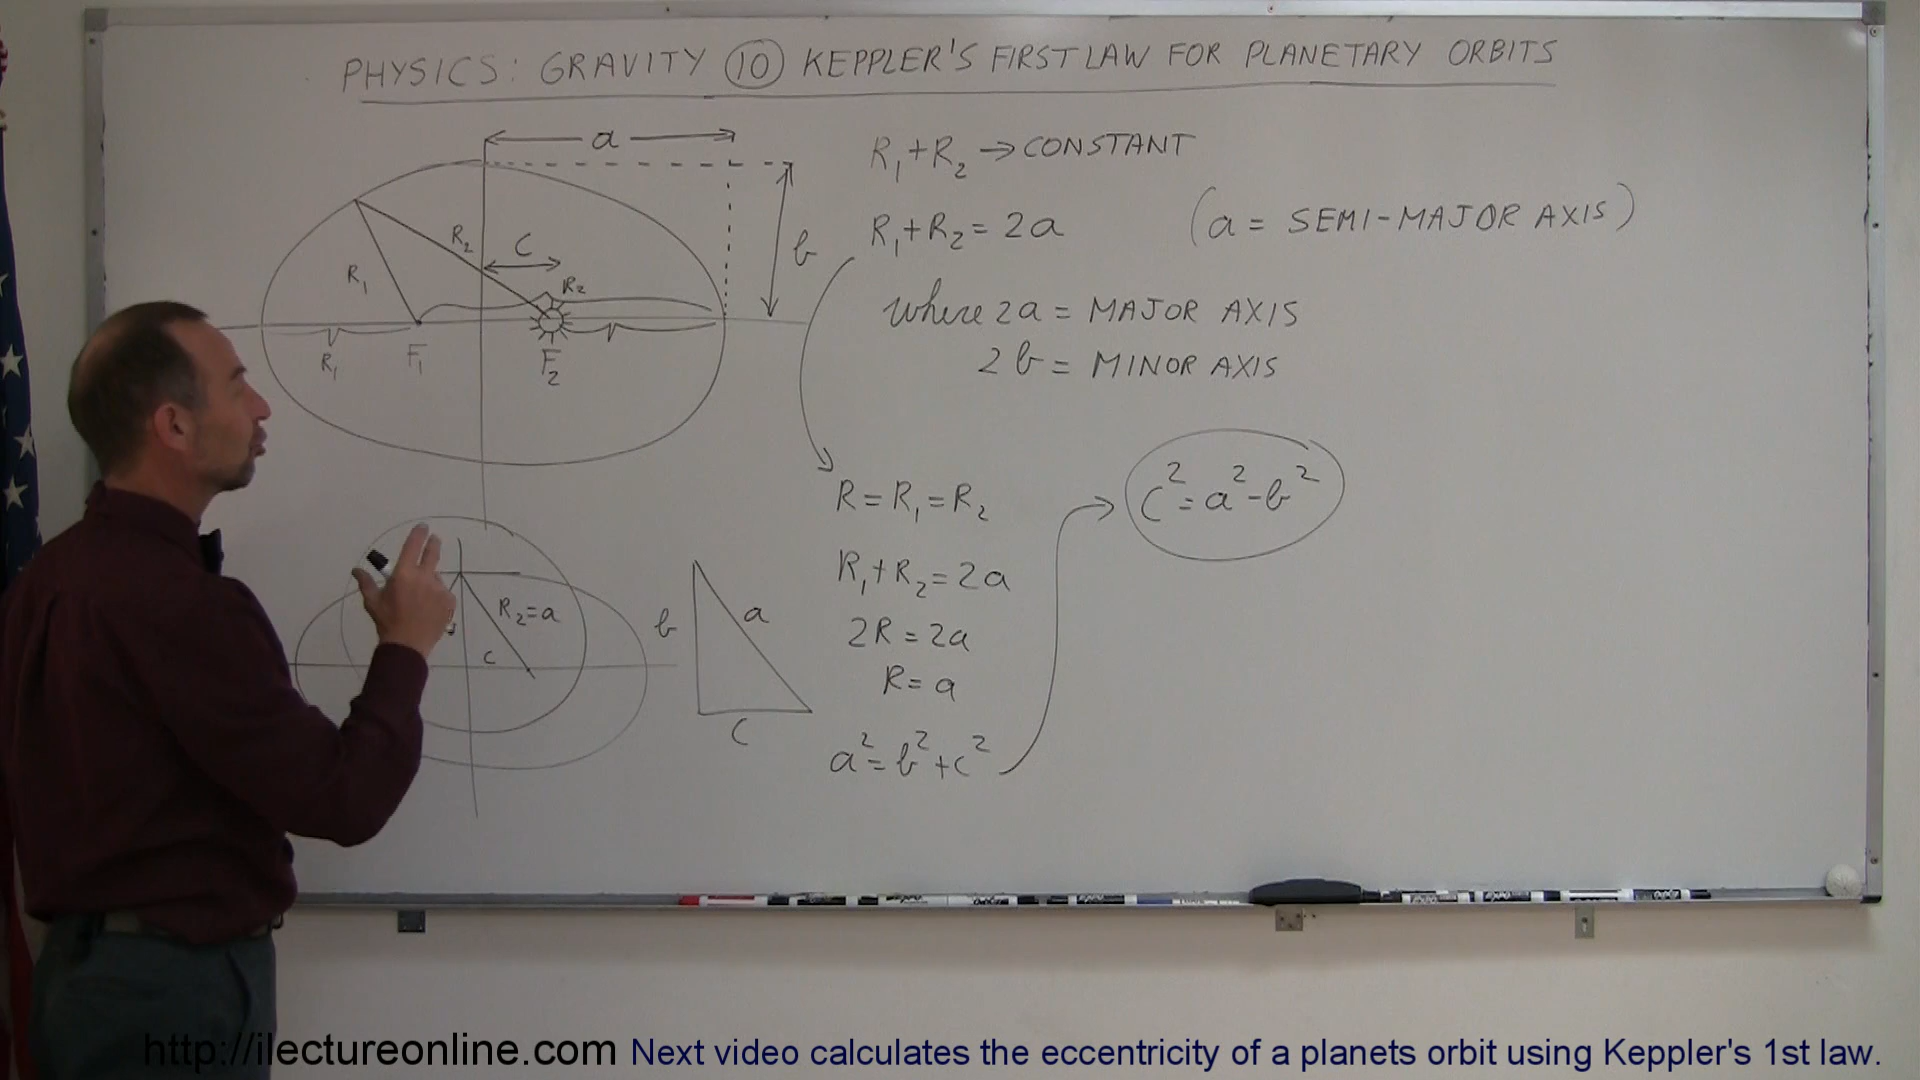 PHYSICS: GRAVITY 10 KEPPLER'S FIRST LAW FOR PLANETARY ORBITS
a
R₁+R₂ → CONSTANT
R₁+R₂ = 2a
(a = SEMI-MAJOR AXIS)
R₂
C
b
R₁
R₂
where 2a = MAJOR AXIS
2b = MINOR AXIS
R₁
F₁
F₂
R = R₁ = R₂
C² = a² - b²
R₁+R₂ = 2a
R₂ = a
b
a
2R = 2a
c
R = a
C
a² = b² + c²
http://ilectureonline.com Next video calculates the eccentricity of a planets orbit using Keppler's 1st law.